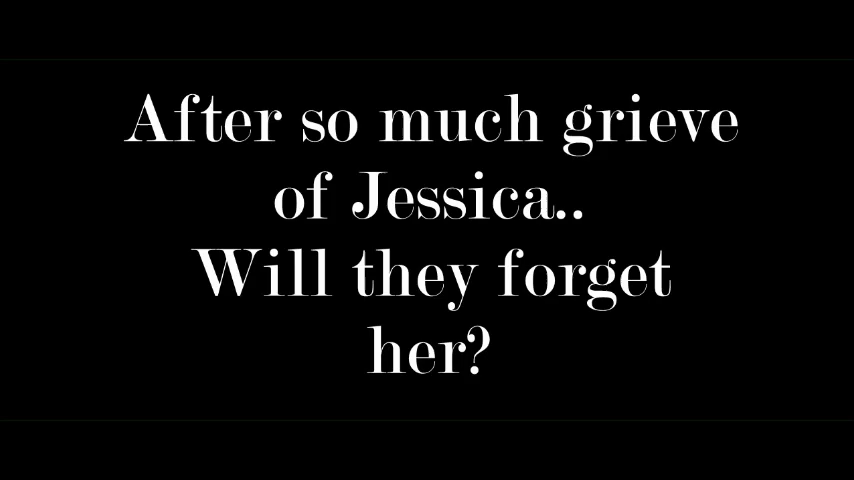 After so much grieve
of Jessica..
Will they forget
her?